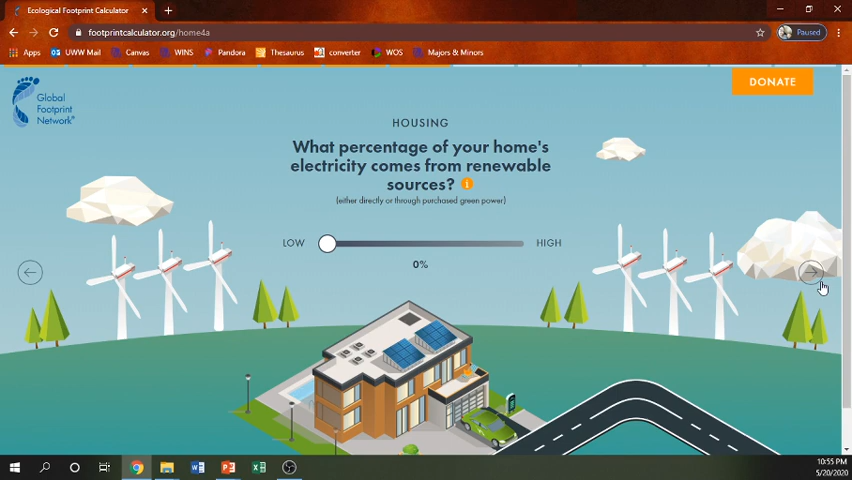 Ecological Footprint Calculator
footprintcalculator.org/home4a
Paused
Apps
UWW Mail
Canvas
WINS
Pandora
Thesaurus
converter
WOS
Majors & Minors
DONATE
Global
Footprint
Network®
HOUSING
What percentage of your home's
electricity comes from renewable
sources? i
(either directly or through purchased green power)
LOW
HIGH
0%
10:55 PM
5/20/2020